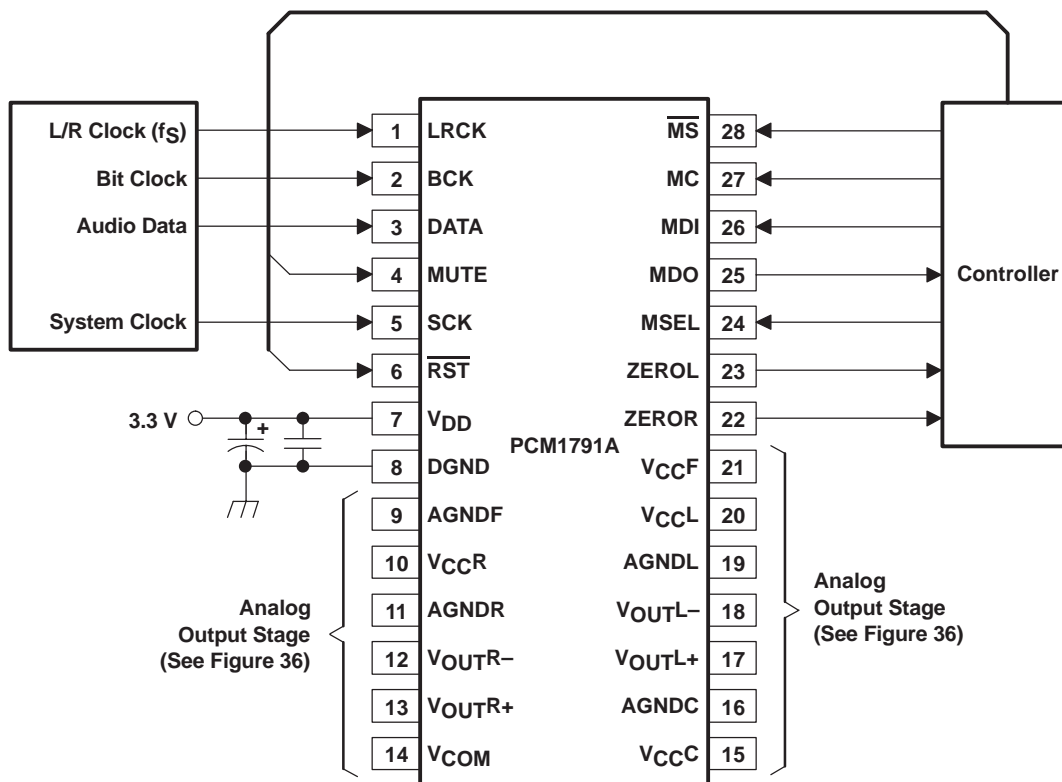 L/R Clock (fS)
Bit Clock
Audio Data
System Clock
3.3 V
+
1 LRCK
2 BCK
3 DATA
4 MUTE
5 SCK
6 RST
7 VDD
8 DGND
9 AGNDF
10 VCCR
11 AGNDR
12 VOUTR–
13 VOUTR+
14 VCOM
Analog
Output Stage
(See Figure 36)
PCM1791A
MS 28
MC 27
MDI 26
MDO 25
MSEL 24
ZEROL 23
ZEROR 22
VCCF 21
VCCL 20
AGNDL 19
VOUTL– 18
VOUTL+ 17
AGNDC 16
VCCC 15
Controller
Analog
Output Stage
(See Figure 36)